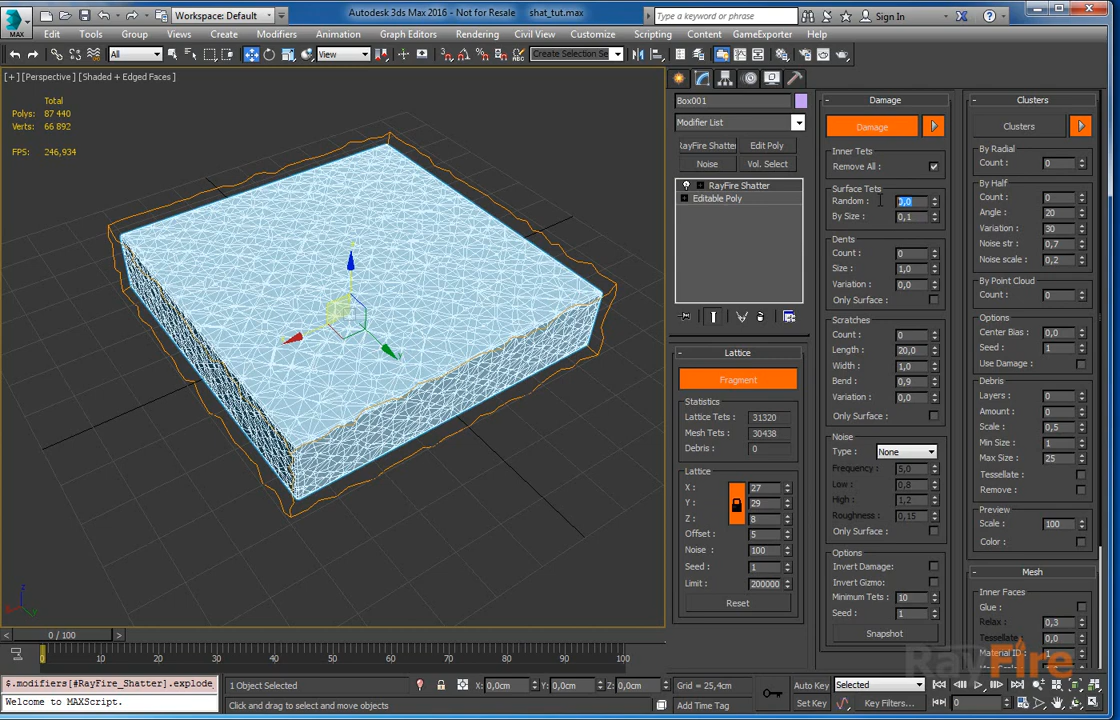 MAX
Workspace: Default
Autodesk 3ds Max 2016 - Not for Resale shat_tut.max
Type a keyword or phrase
Sign In
Edit Tools Group Views Create Modifiers Animation Graph Editors Rendering Civil View Customize Scripting Content GameExporter Help
All
View
Create Selection Se
[+] [Perspective] [Shaded + Edged Faces]
Total
Polys: 87 440
Verts: 66 892
FPS: 246,934
Box001
Modifier List
RayFire Shatter Edit Poly
Noise Vol. Select
RayFire Shatter
Editable Poly
Lattice
Fragment
Statistics
Lattice Tets: 31320
Mesh Tets: 30438
Debris: 0
Lattice
X: 27
Y: 29
Z: 8
Offset: 5
Noise: 100
Seed: 1
Limit: 200000
Reset
Damage
Damage
Inner Tets
Remove All :
Surface Tets
Random : 0,0
By Size : 0,1
Dents
Count : 0
Size : 1,0
Variation : 0,0
Only Surface :
Scratches
Count : 0
Length : 20,0
Width : 1,0
Bend : 0,9
Variation : 0,0
Only Surface :
Noise
Type : None
Frequency : 5,0
Low : 0,8
High : 1,2
Roughness : 0,15
Only Surface :
Options
Invert Damage:
Invert Gizmo:
Minimum Tets : 10
Seed : 1
Snapshot
Clusters
Clusters
By Radial
Count : 0
By Half
Count : 0
Angle : 20
Variation : 30
Noise str : 0,7
Noise scale : 0,2
By Point Cloud
Count : 0
Options
Center Bias : 0,0
Seed : 1
Use Damage :
Debris
Layers : 0
Amount : 0
Scale : 0,5
Min Size : 1
Max Size : 25
Tessellate :
Remove :
Preview
Scale : 100
Color :
Mesh
Inner Faces
Glue :
Relax : 0,3
Tessellate : 0,0
Material ID : 1
RayFire
0 / 100
0 10 20 30 40 50 60 70 80 90 100
$.modifiers[#RayFire_Shatter].explode_
Welcome to MAXScript.
1 Object Selected
X: 0,0cm Y: 0,0cm Z: 0,0cm
Grid = 25,4cm
Auto Key Selected
Click and drag to select and move objects
Add Time Tag
Set Key Key Filters... 0